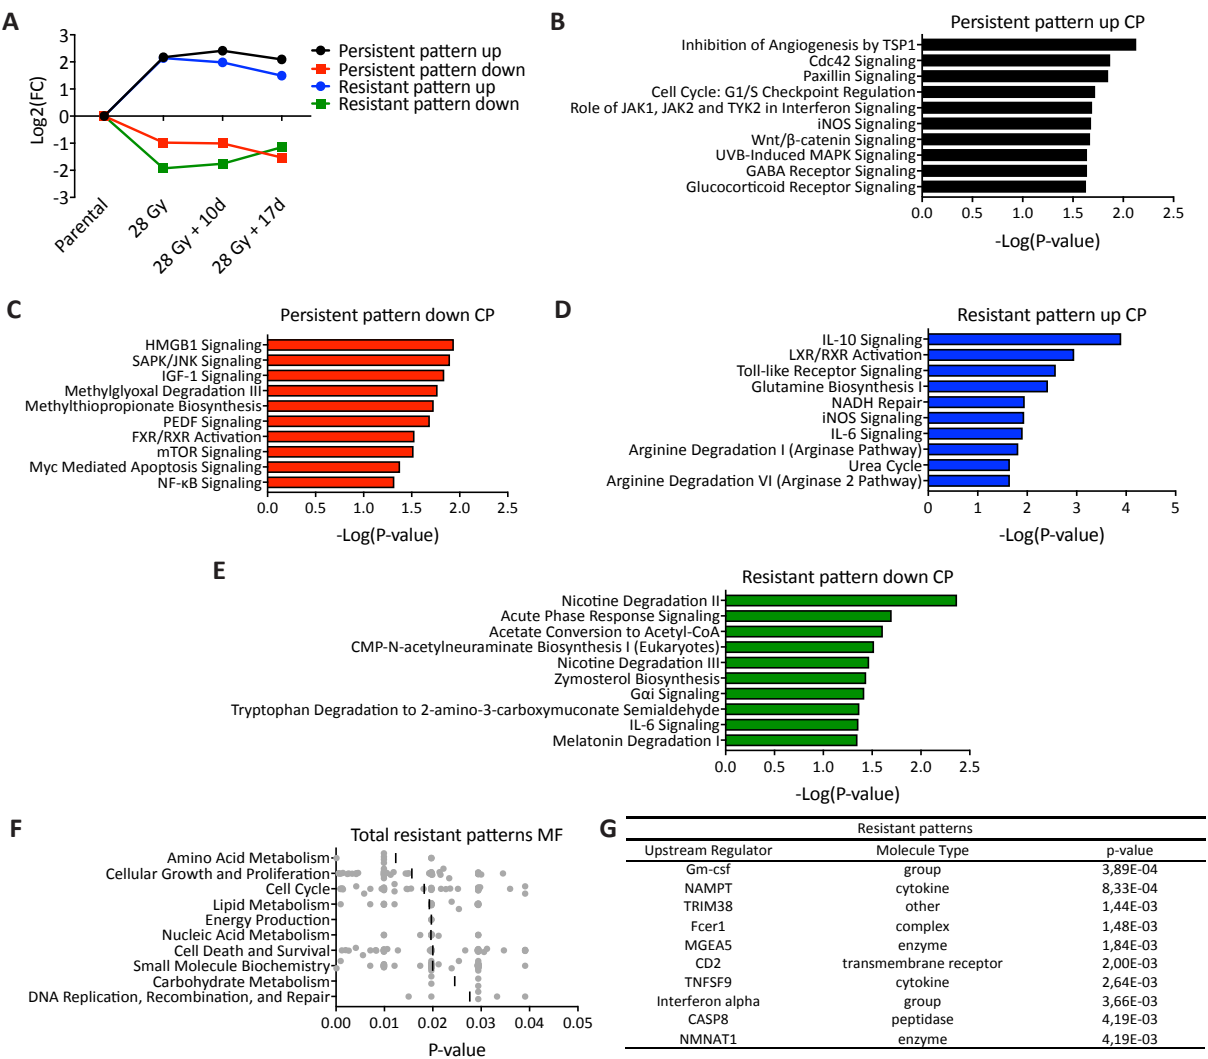 A
Log2(FC)
3
2
1
0
-1
-2
-3
Parental
28 Gy
28 Gy + 10d
28 Gy + 17d
Persistent pattern up
Persistent pattern down
Resistant pattern up
Resistant pattern down
B
Persistent pattern up CP
Inhibition of Angiogenesis by TSP1
Cdc42 Signaling
Paxillin Signaling
Cell Cycle: G1/S Checkpoint Regulation
Role of JAK1, JAK2 and TYK2 in Interferon Signaling
iNOS Signaling
Wnt/β-catenin Signaling
UVB-Induced MAPK Signaling
GABA Receptor Signaling
Glucocorticoid Receptor Signaling
0.0 0.5 1.0 1.5 2.0 2.5
-Log(P-value)
C
Persistent pattern down CP
HMGB1 Signaling
SAPK/JNK Signaling
IGF-1 Signaling
Methylglyoxal Degradation III
Methylthiopropionate Biosynthesis
PEDF Signaling
FXR/RXR Activation
mTOR Signaling
Myc Mediated Apoptosis Signaling
NF-κB Signaling
0.0 0.5 1.0 1.5 2.0 2.5
-Log(P-value)
D
Resistant pattern up CP
IL-10 Signaling
LXR/RXR Activation
Toll-like Receptor Signaling
Glutamine Biosynthesis I
NADH Repair
iNOS Signaling
IL-6 Signaling
Arginine Degradation I (Arginase Pathway)
Urea Cycle
Arginine Degradation VI (Arginase 2 Pathway)
0 1 2 3 4 5
-Log(P-value)
E
Resistant pattern down CP
Nicotine Degradation II
Acute Phase Response Signaling
Acetate Conversion to Acetyl-CoA
CMP-N-acetylneuraminate Biosynthesis I (Eukaryotes)
Nicotine Degradation III
Zymosterol Biosynthesis
Gαi Signaling
Tryptophan Degradation to 2-amino-3-carboxymuconate Semialdehyde
IL-6 Signaling
Melatonin Degradation I
0.0 0.5 1.0 1.5 2.0 2.5
-Log(P-value)
F
Total resistant patterns MF
Amino Acid Metabolism
Cellular Growth and Proliferation
Cell Cycle
Lipid Metabolism
Energy Production
Nucleic Acid Metabolism
Cell Death and Survival
Small Molecule Biochemistry
Carbohydrate Metabolism
DNA Replication, Recombination, and Repair
0.00 0.01 0.02 0.03 0.04 0.05
P-value
G
Resistant patterns
Upstream Regulator Molecule Type p-value
Gm-csf group 3,89E-04
NAMPT cytokine 8,33E-04
TRIM38 other 1,44E-03
Fcer1 complex 1,48E-03
MGEA5 enzyme 1,84E-03
CD2 transmembrane receptor 2,00E-03
TNFSF9 cytokine 2,64E-03
Interferon alpha group 3,66E-03
CASP8 peptidase 4,19E-03
NMNAT1 enzyme 4,19E-03